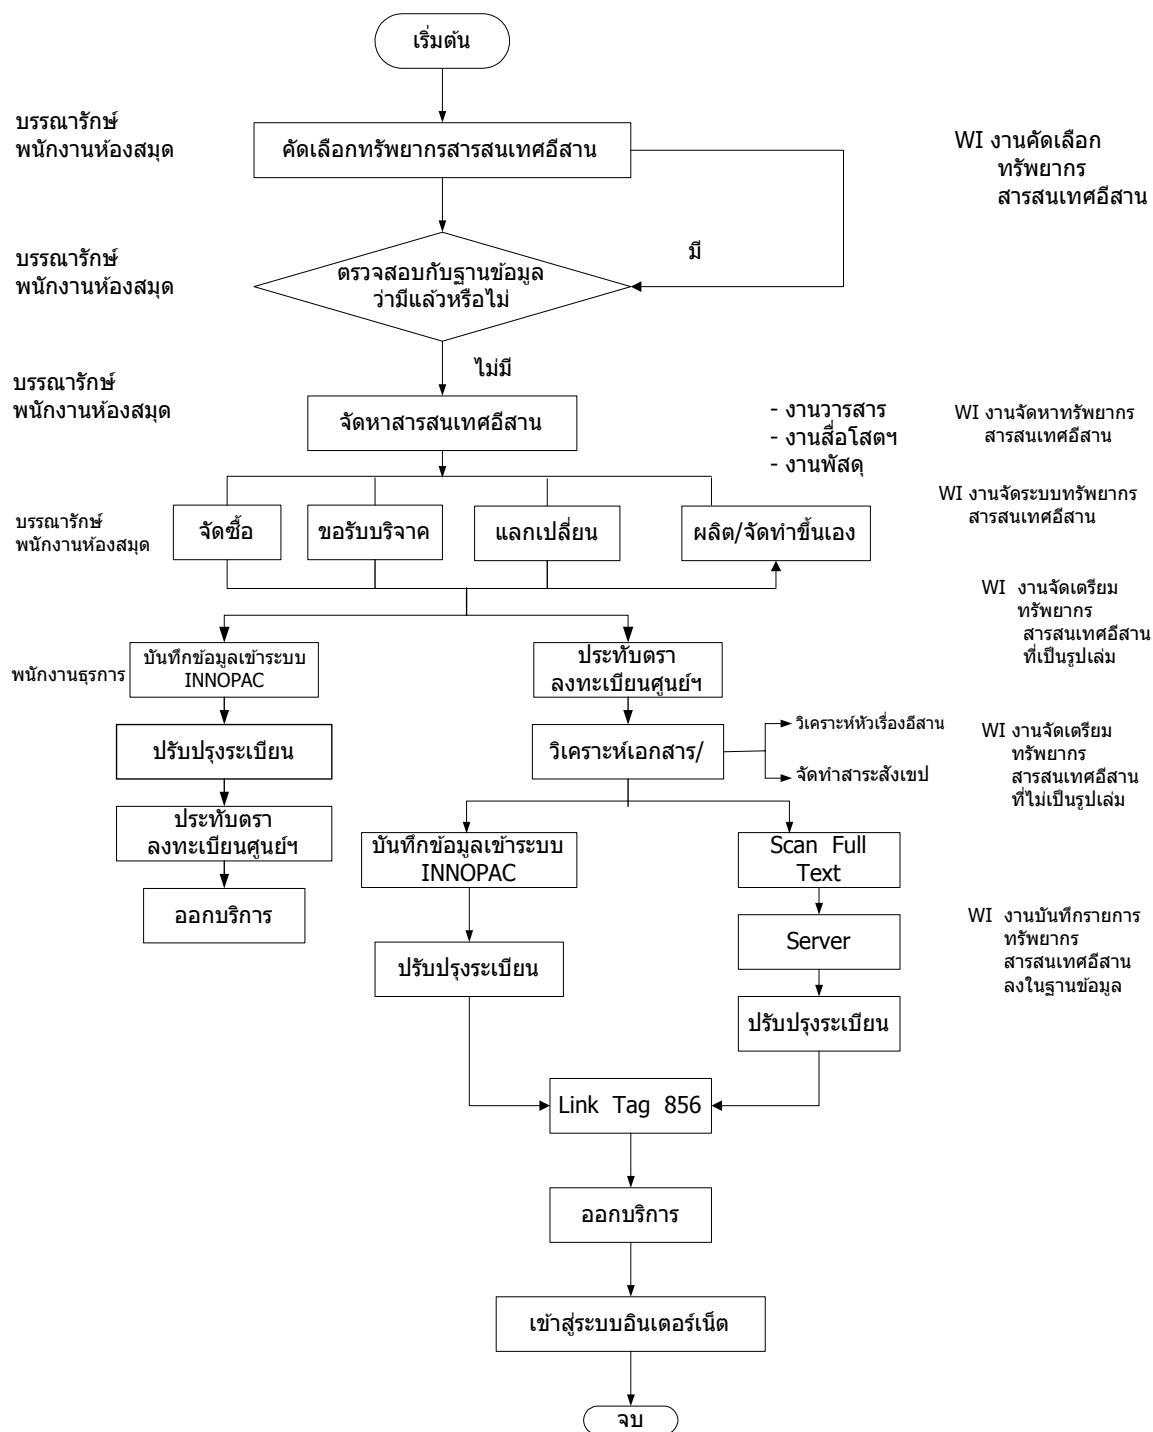 เริ่มต้น
บรรณารักษ์
พนักงานห้องสมุด
คัดเลือกทรัพยากรสารสนเทศอีสาน
WI งานคัดเลือก
ทรัพยากร
สารสนเทศอีสาน
บรรณารักษ์
พนักงานห้องสมุด
ตรวจสอบกับฐานข้อมูล
ว่ามีแล้วหรือไม่
มี
ไม่มี
บรรณารักษ์
พนักงานห้องสมุด
จัดหาสารสนเทศอีสาน
- งานวารสาร
- งานสื่อโสตฯ
- งานพัสดุ
WI งานจัดหาทรัพยากร
สารสนเทศอีสาน
บรรณารักษ์
พนักงานห้องสมุด
จัดซื้อ
ขอรับบริจาค
แลกเปลี่ยน
ผลิต/จัดทำขึ้นเอง
WI งานจัดระบบทรัพยากร
สารสนเทศอีสาน
WI งานจัดเตรียม
ทรัพยากร
สารสนเทศอีสาน
ที่เป็นรูปเล่ม
พนักงานธุรการ
บันทึกข้อมูลเข้าระบบ
INNOPAC
ประทับตรา
ลงทะเบียนศูนย์ฯ
ปรับปรุงระเบียน
วิเคราะห์เอกสาร/
วิเคราะห์หัวเรื่องอีสาน
จัดทำสาระสังเขป
WI งานจัดเตรียม
ทรัพยากร
สารสนเทศอีสาน
ที่ไม่เป็นรูปเล่ม
ประทับตรา
ลงทะเบียนศูนย์ฯ
บันทึกข้อมูลเข้าระบบ
INNOPAC
Scan Full
Text
ออกบริการ
ปรับปรุงระเบียน
Server
WI งานบันทึกรายการ
ทรัพยากร
สารสนเทศอีสาน
ลงในฐานข้อมูล
ปรับปรุงระเบียน
Link Tag 856
ออกบริการ
เข้าสู่ระบบอินเตอร์เน็ต
จบ